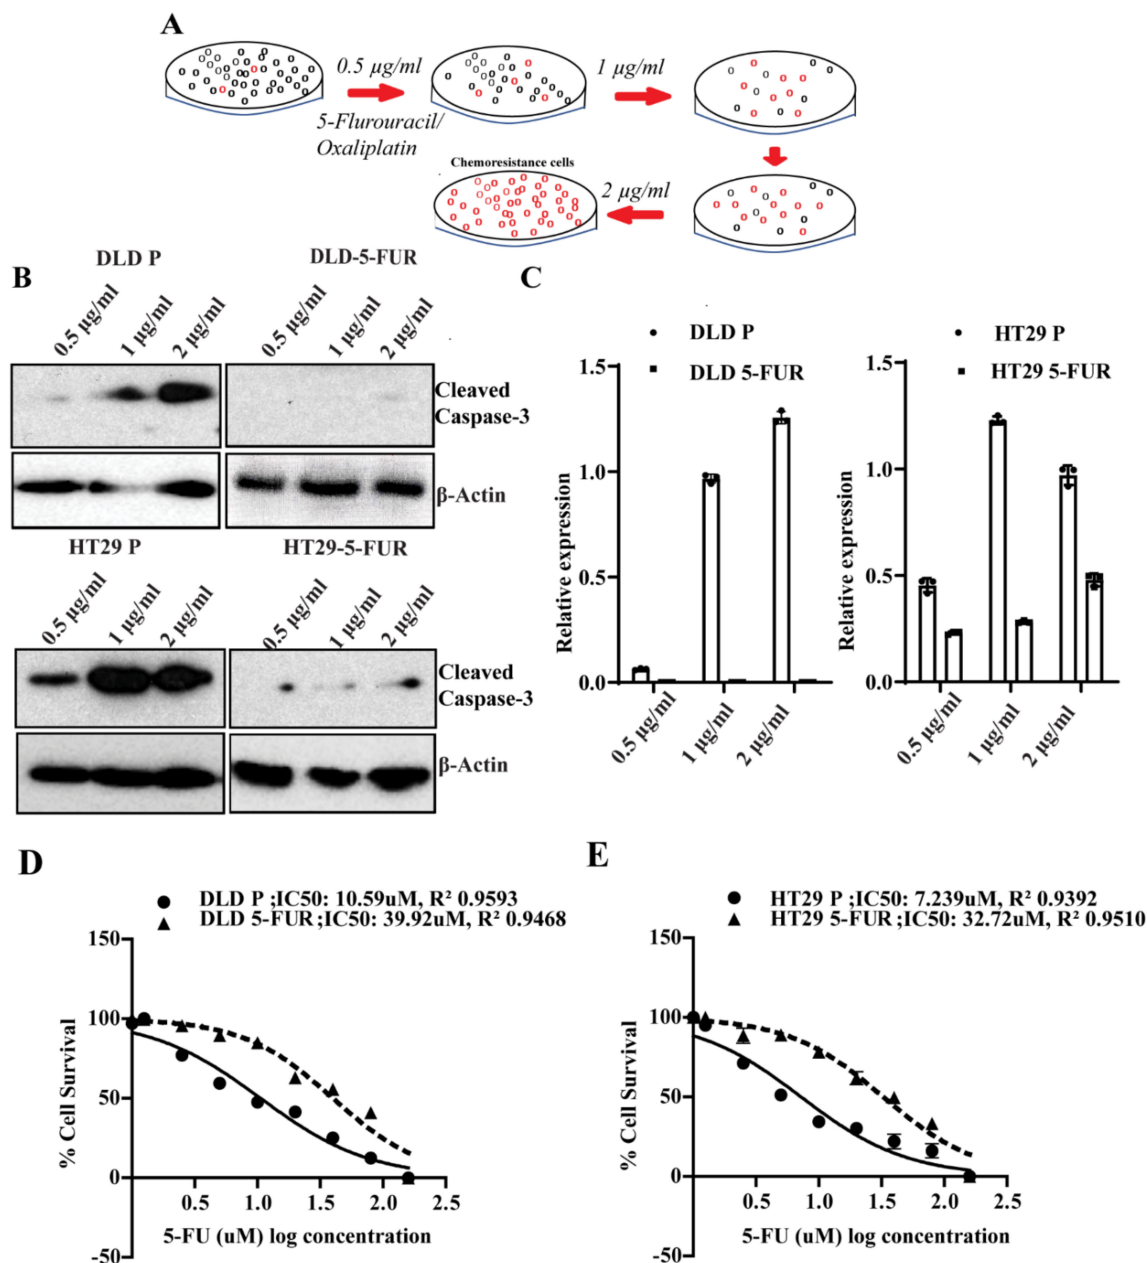 A
0.5 µg/ml
1 µg/ml
5-Flurouracil/
Oxaliplatin
Chemoresistance cells
2 µg/ml
B
DLD P
DLD-5-FUR
0.5 µg/ml
1 µg/ml
2 µg/ml
0.5 µg/ml
1 µg/ml
2 µg/ml
Cleaved
Caspase-3
β-Actin
HT29 P
HT29-5-FUR
0.5 µg/ml
1 µg/ml
2 µg/ml
0.5 µg/ml
1 µg/ml
2 µg/ml
Cleaved
Caspase-3
β-Actin
C
DLD P
DLD 5-FUR
Relative expression
1.5
1.0
0.5
0.0
0.5 µg/ml
1 µg/ml
2 µg/ml
HT29 P
HT29 5-FUR
Relative expression
1.5
1.0
0.5
0.0
0.5 µg/ml
1 µg/ml
2 µg/ml
D
DLD P ;IC50: 10.59uM, R² 0.9593
DLD 5-FUR ;IC50: 39.92uM, R² 0.9468
% Cell Survival
150
100
50
0
-50
0.5 1.0 1.5 2.0 2.5
5-FU (uM) log concentration
E
HT29 P ;IC50: 7.239uM, R² 0.9392
HT29 5-FUR ;IC50: 32.72uM, R² 0.9510
% Cell Survival
150
100
50
0
-50
0.5 1.0 1.5 2.0 2.5
5-FU (uM) log concentration